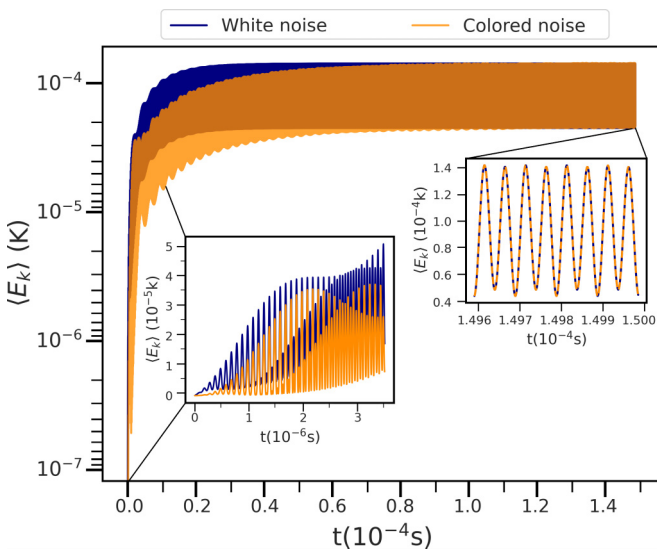 White noise Colored noise
10⁻⁴
10⁻⁵
10⁻⁶
10⁻⁷
⟨E_k⟩ (K)
0.0 0.2 0.4 0.6 0.8 1.0 1.2 1.4
t(10⁻⁴s)
5
4
3
2
1
0
⟨E_k⟩ (10⁻⁵k)
0 1 2 3
t(10⁻⁶s)
1.4
1.2
1.0
0.8
0.6
0.4
⟨E_k⟩ (10⁻⁴k)
1.496 1.497 1.498 1.499 1.500
t(10⁻⁴s)